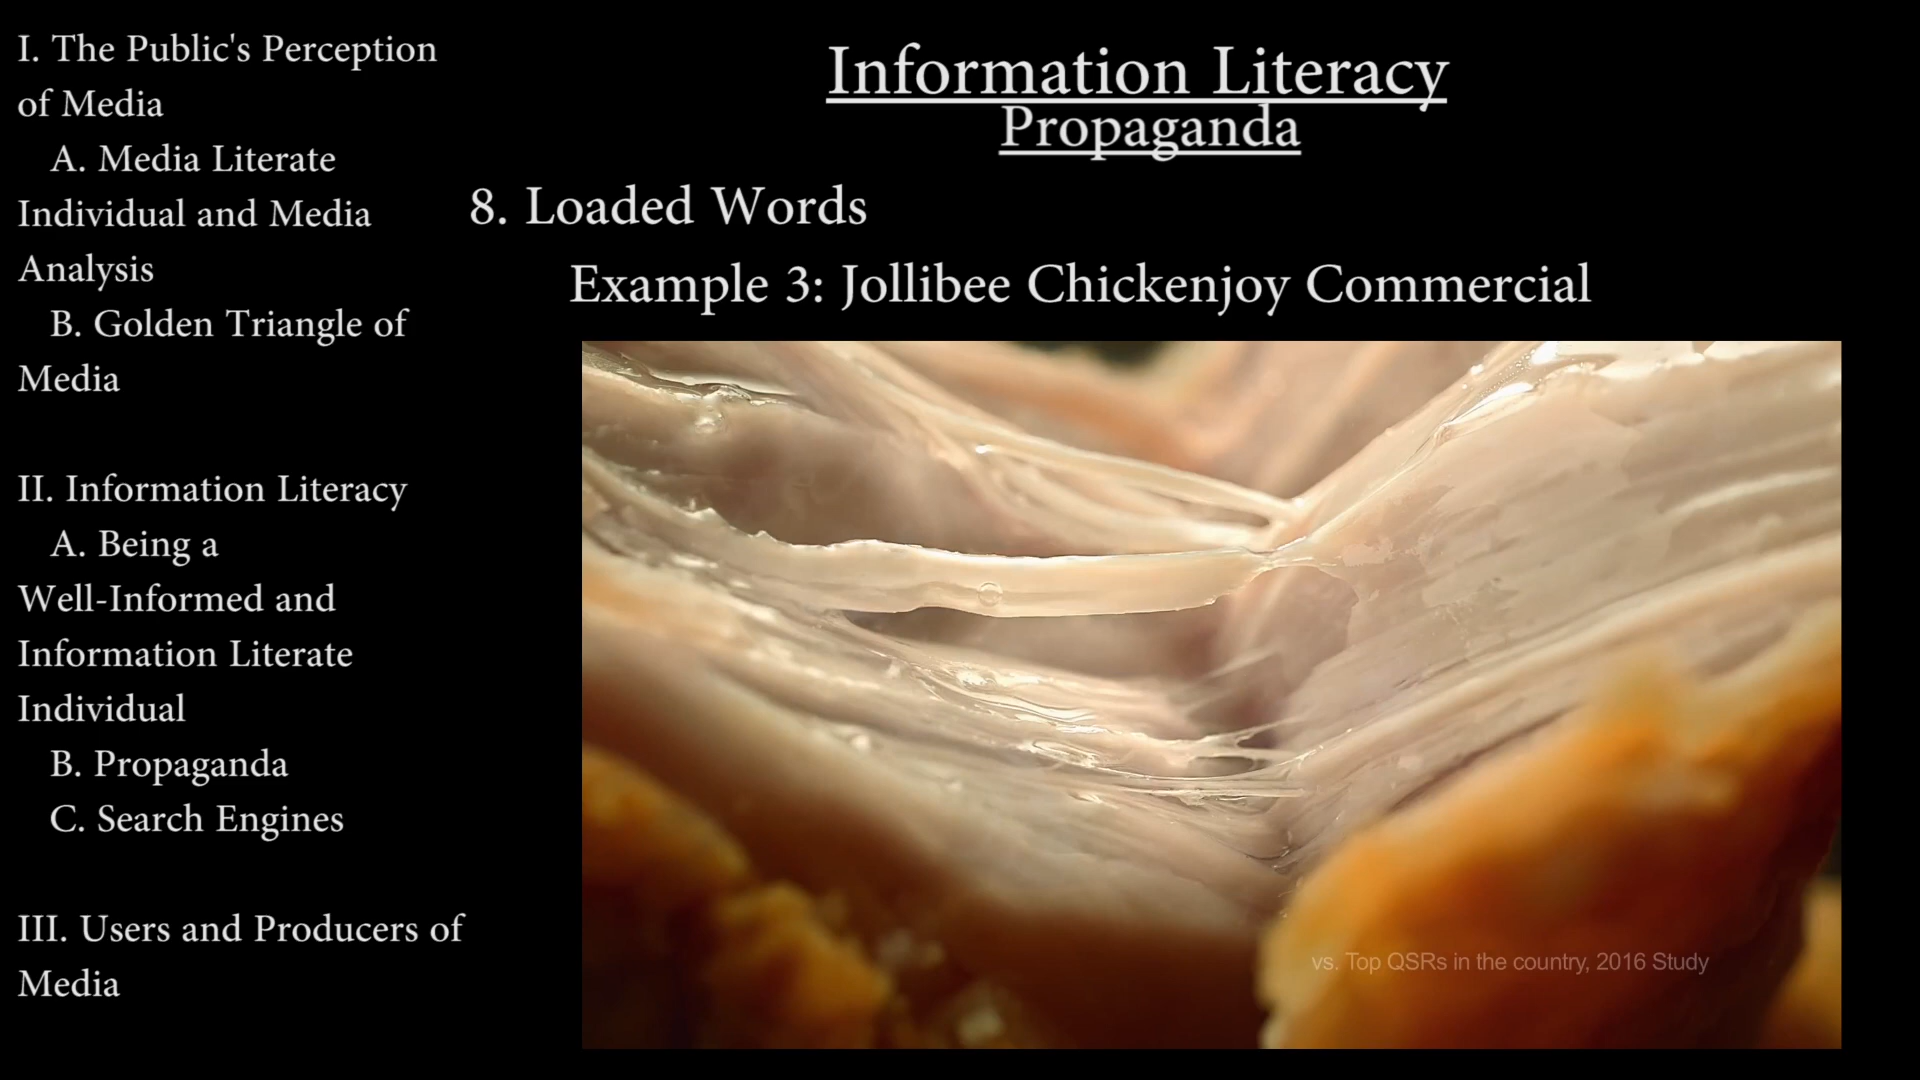 I. The Public's Perception
of Media
A. Media Literate
Individual and Media
Analysis
B. Golden Triangle of
Media
II. Information Literacy
A. Being a
Well-Informed and
Information Literate
Individual
B. Propaganda
C. Search Engines
III. Users and Producers of
Media
Information Literacy
Propaganda
8. Loaded Words
Example 3: Jollibee Chickenjoy Commercial
vs. Top QSRs in the country, 2016 Study